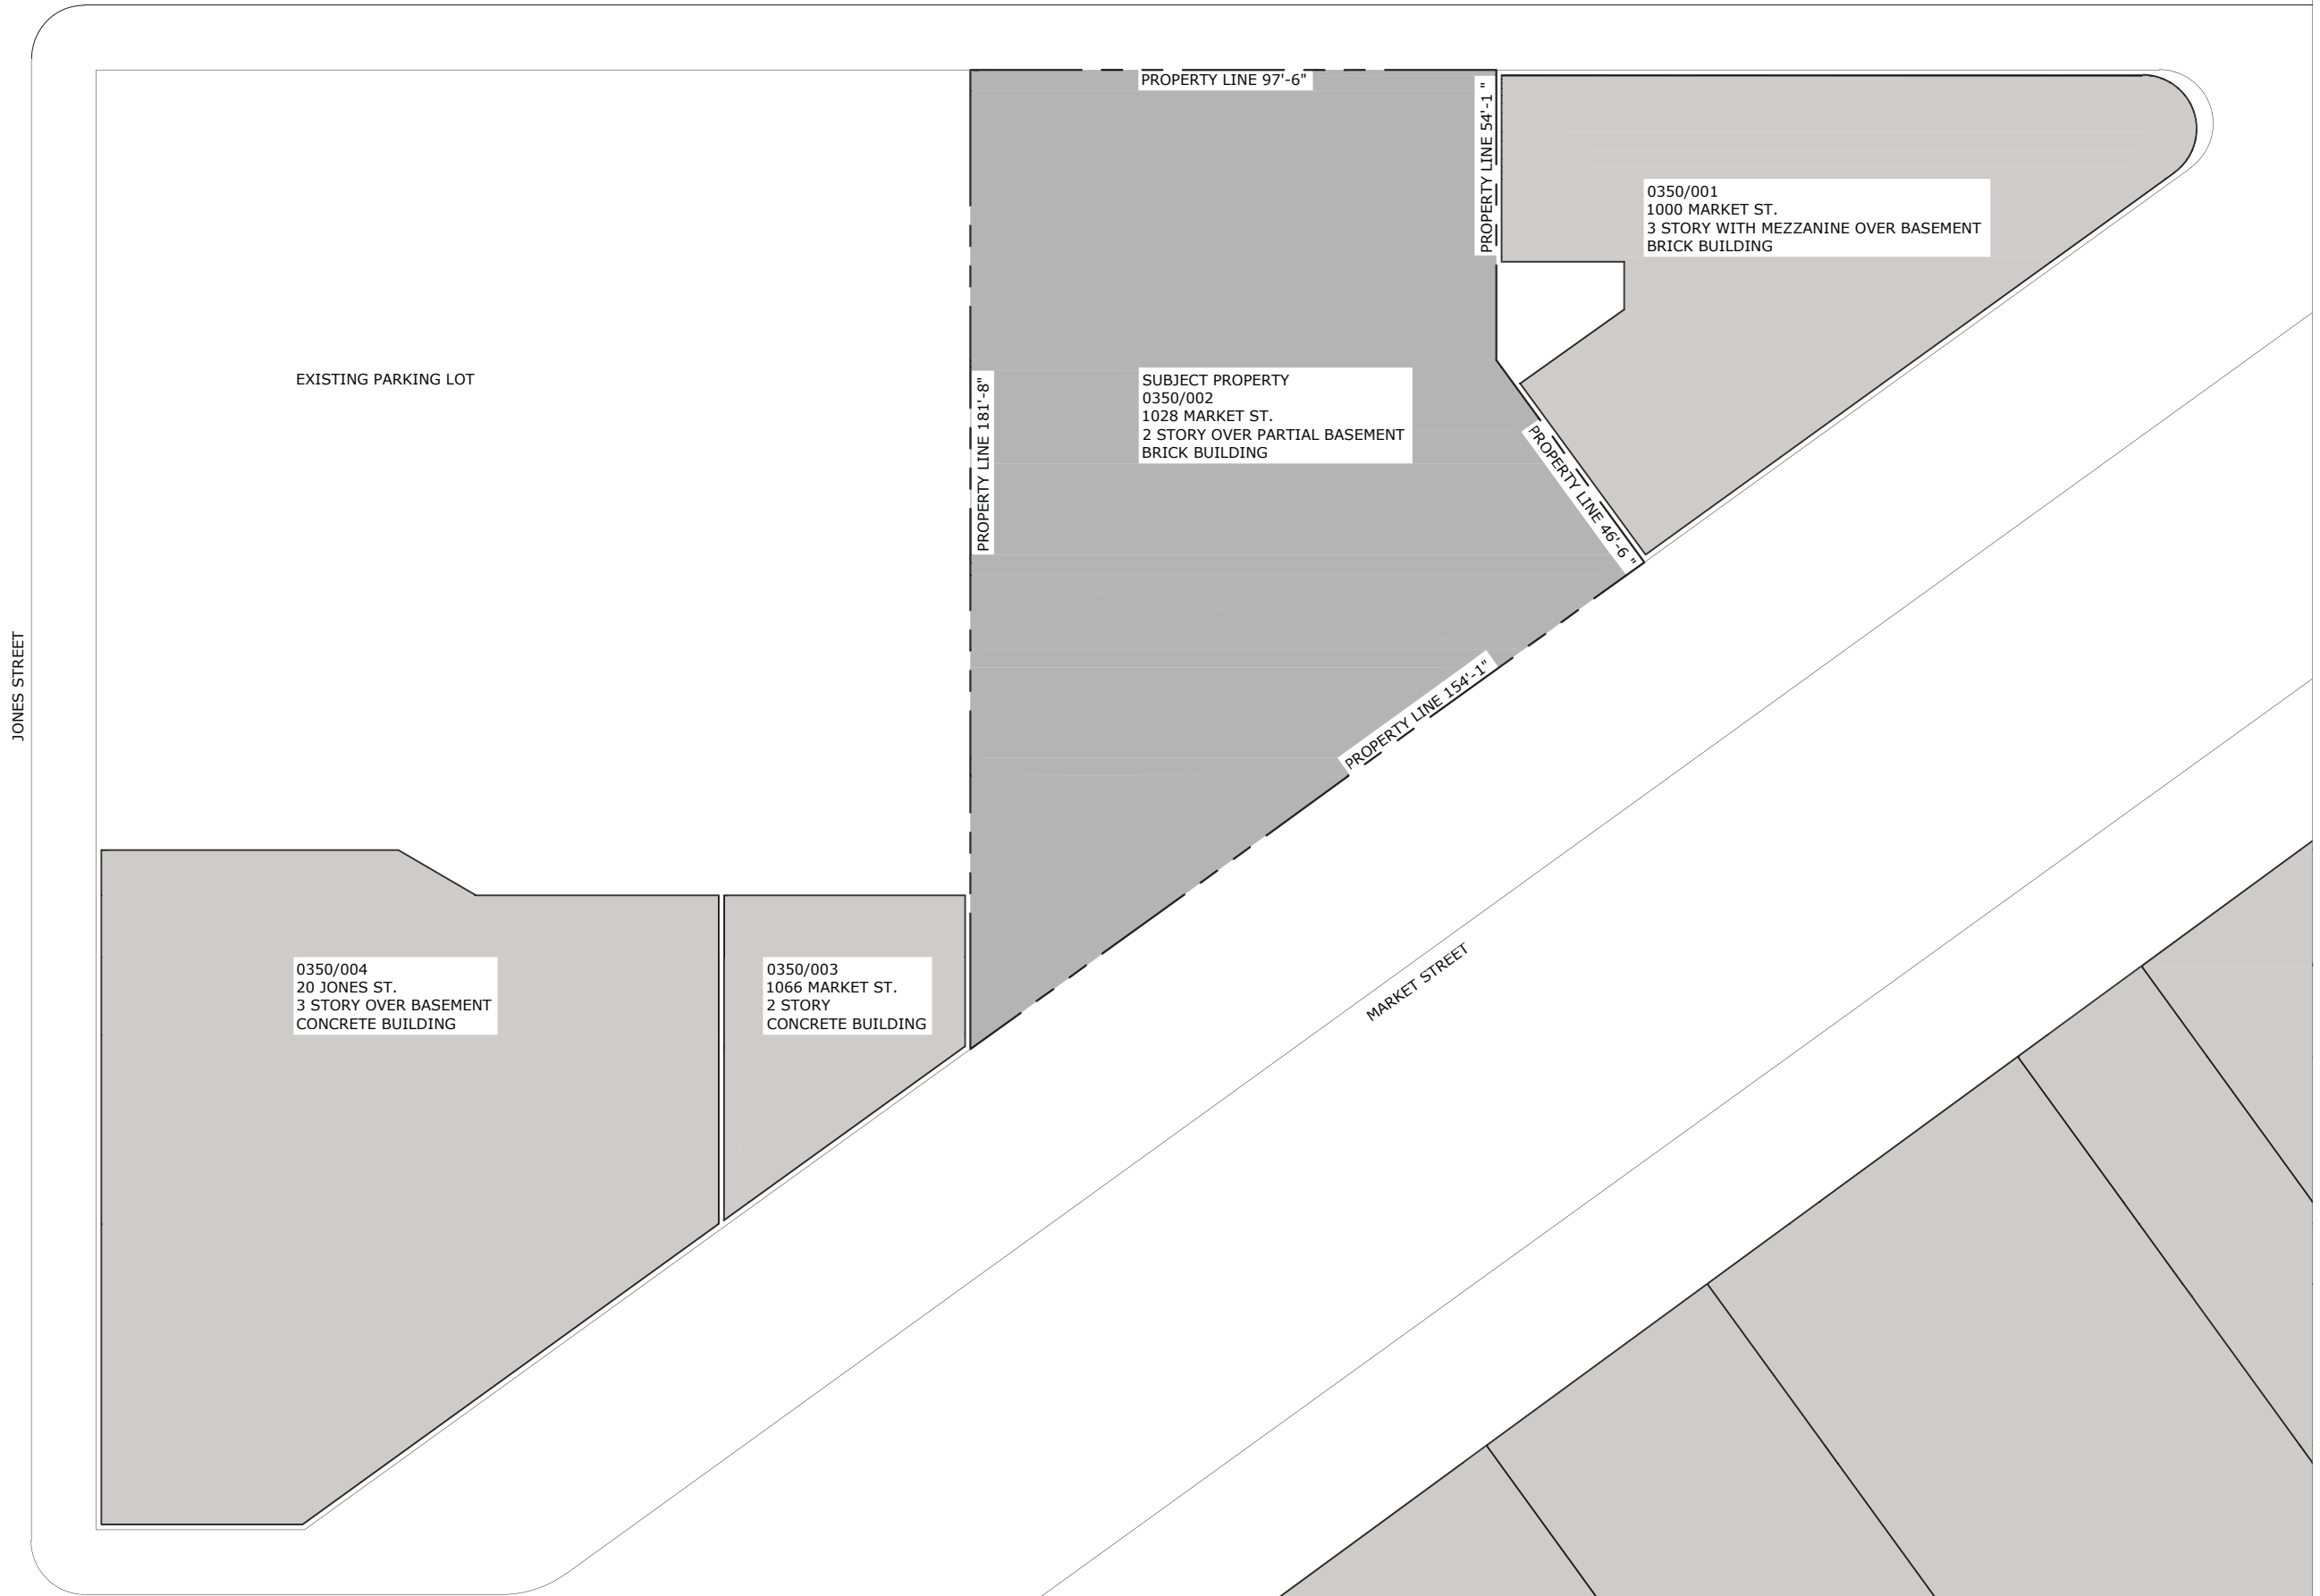 PROPERTY LINE 97'-6"
PROPERTY LINE 54'-1 "
0350/001
1000 MARKET ST.
3 STORY WITH MEZZANINE OVER BASEMENT
BRICK BUILDING
EXISTING PARKING LOT
PROPERTY LINE 181'-8"
SUBJECT PROPERTY
0350/002
1028 MARKET ST.
2 STORY OVER PARTIAL BASEMENT
BRICK BUILDING
PROPERTY LINE 46'-6 "
JONES STREET
PROPERTY LINE 154'-1"
MARKET STREET
0350/004
20 JONES ST.
3 STORY OVER BASEMENT
CONCRETE BUILDING
0350/003
1066 MARKET ST.
2 STORY
CONCRETE BUILDING